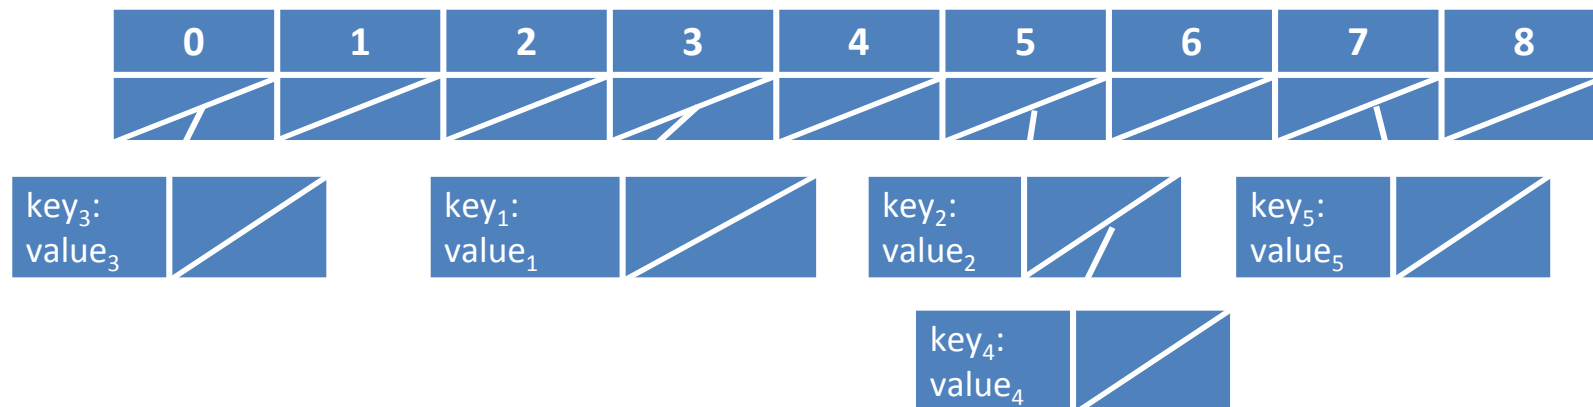 0 1 2 3 4 5 6 7 8
key₃: key₁: key₂: key₅:
value₃ value₁ value₂ value₅
key₄:
value₄